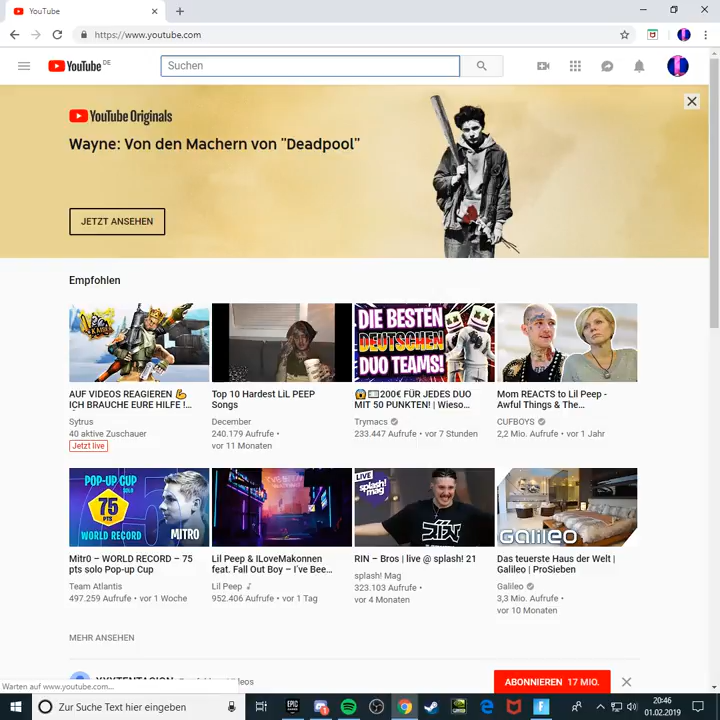 YouTube
https://www.youtube.com
YouTube DE
Suchen
YouTube Originals
Wayne: Von den Machern von "Deadpool"
JETZT ANSEHEN
Empfohlen
DIE BESTEN
DEUTSCHEN
DUO TEAMS!
AUF VIDEOS REAGIEREN 💪
ICH BRAUCHE EURE HILFE !...
Sytrus
40 aktive Zuschauer
Jetzt live
Top 10 Hardest LiL PEEP
Songs
December
240.179 Aufrufe •
vor 11 Monaten
😱💵200€ FÜR JEDES DUO
MIT 50 PUNKTEN! | Wieso...
Trymacs
233.447 Aufrufe • vor 7 Stunden
Mom REACTS to Lil Peep -
Awful Things & The...
CUFBOYS
2,2 Mio. Aufrufe • vor 1 Jahr
POP-UP CUP
SOLO
75
PTS
WORLD RECORD
MITR0
LIVE
splash!
mag
Galileo
Mitr0 – WORLD RECORD – 75
pts solo Pop-up Cup
Team Atlantis
497.259 Aufrufe • vor 1 Woche
Lil Peep & ILoveMakonnen
feat. Fall Out Boy – I've Bee...
Lil Peep ♪
952.406 Aufrufe • vor 1 Tag
RIN – Bros | live @ splash! 21
splash! Mag
323.103 Aufrufe •
vor 4 Monaten
Das teuerste Haus der Welt |
Galileo | ProSieben
Galileo
3,3 Mio. Aufrufe •
vor 10 Monaten
MEHR ANSEHEN
XXXTENTACION
ABONNIEREN 17 MIO.
Warten auf www.youtube.com...
Zur Suche Text hier eingeben
EPIC
GAMES
20:46
01.02.2019